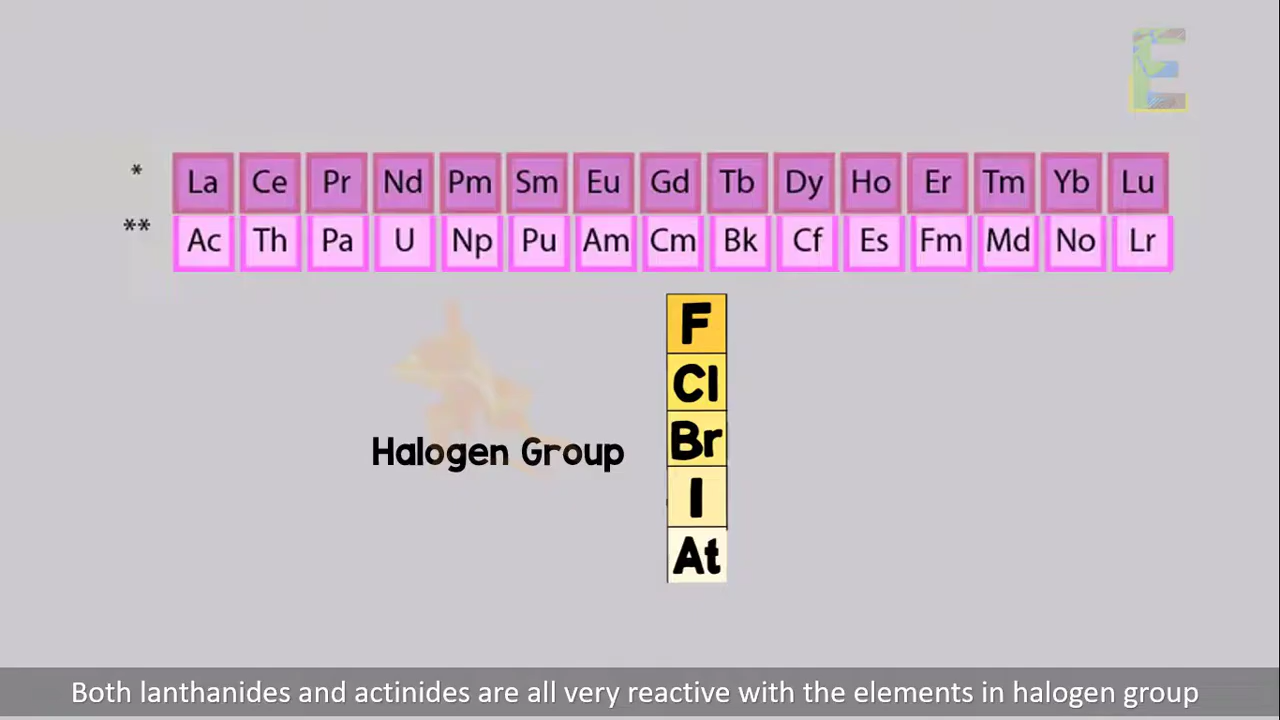 * La Ce Pr Nd Pm Sm Eu Gd Tb Dy Ho Er Tm Yb Lu
** Ac Th Pa U Np Pu Am Cm Bk Cf Es Fm Md No Lr
F
Cl
Br
Halogen Group
I
At
Both lanthanides and actinides are all very reactive with the elements in halogen group
E